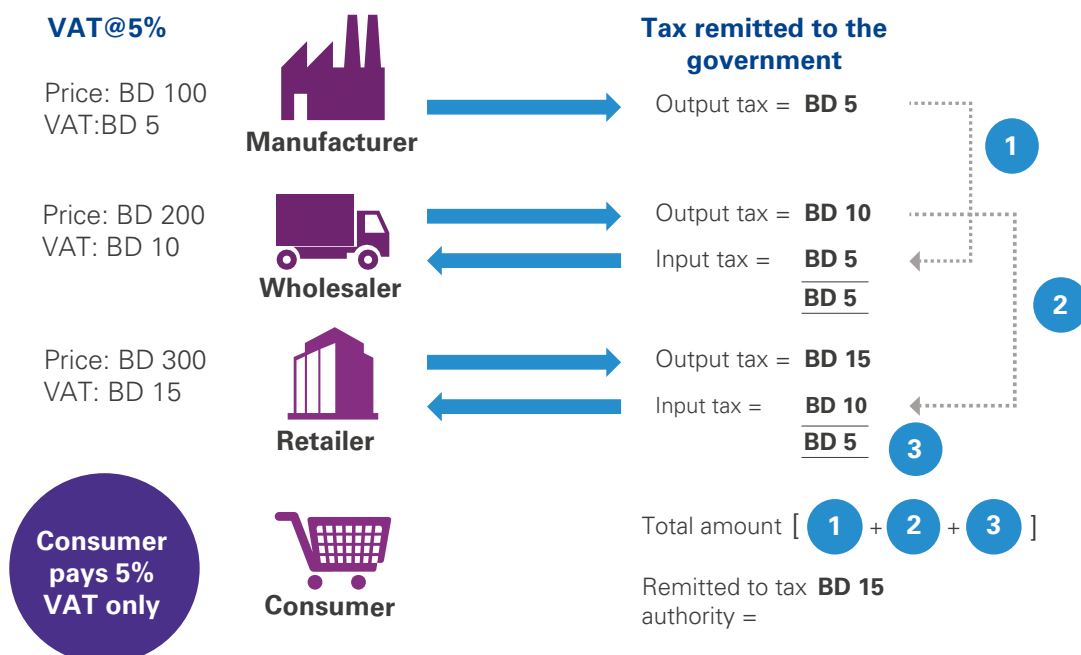 VAT@5%
Tax remitted to the
government
Price: BD 100
VAT:BD 5
Manufacturer
Output tax = BD 5
1
Price: BD 200
VAT: BD 10
Wholesaler
Output tax = BD 10
Input tax = BD 5
BD 5
2
Price: BD 300
VAT: BD 15
Retailer
Output tax = BD 15
Input tax = BD 10
BD 5
3
Consumer
pays 5%
VAT only
Consumer
Total amount [ 1 + 2 + 3 ]
Remitted to tax BD 15
authority =